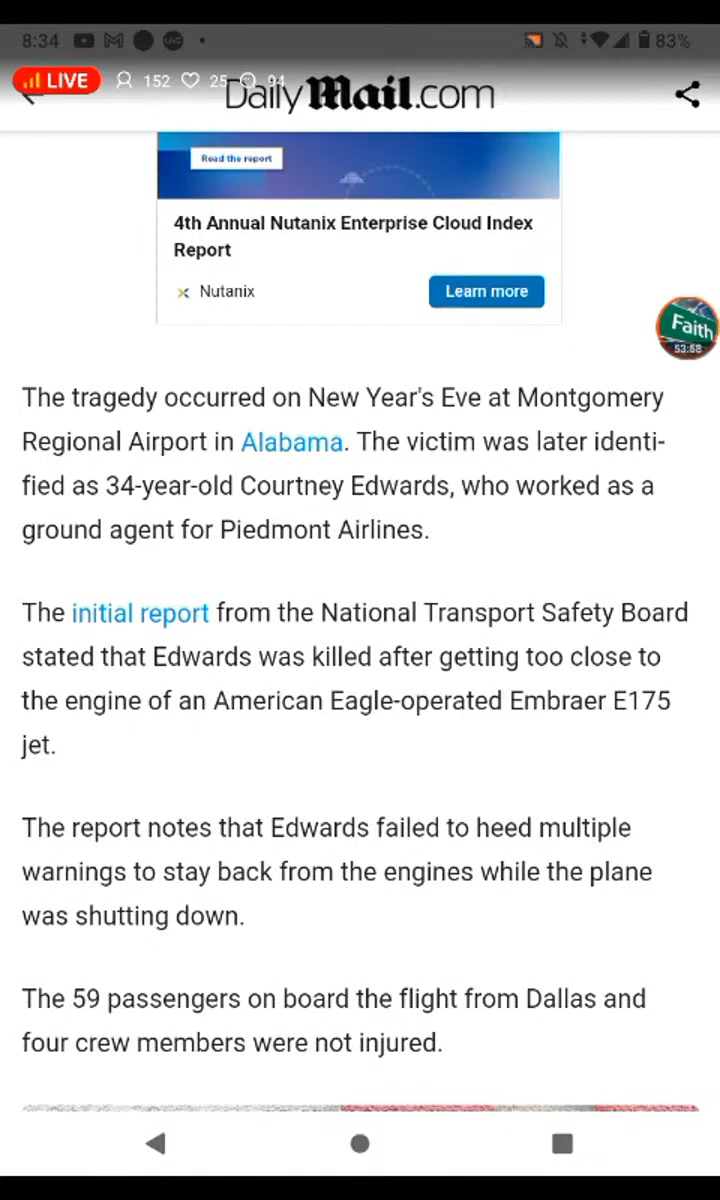 8:34
83%
LIVE 152 25 94
Daily Mail.com
Read the report
4th Annual Nutanix Enterprise Cloud Index
Report
Nutanix
Learn more
Faith
53:58
The tragedy occurred on New Year's Eve at Montgomery
Regional Airport in Alabama. The victim was later identi-
fied as 34-year-old Courtney Edwards, who worked as a
ground agent for Piedmont Airlines.
The initial report from the National Transport Safety Board
stated that Edwards was killed after getting too close to
the engine of an American Eagle-operated Embraer E175
jet.
The report notes that Edwards failed to heed multiple
warnings to stay back from the engines while the plane
was shutting down.
The 59 passengers on board the flight from Dallas and
four crew members were not injured.